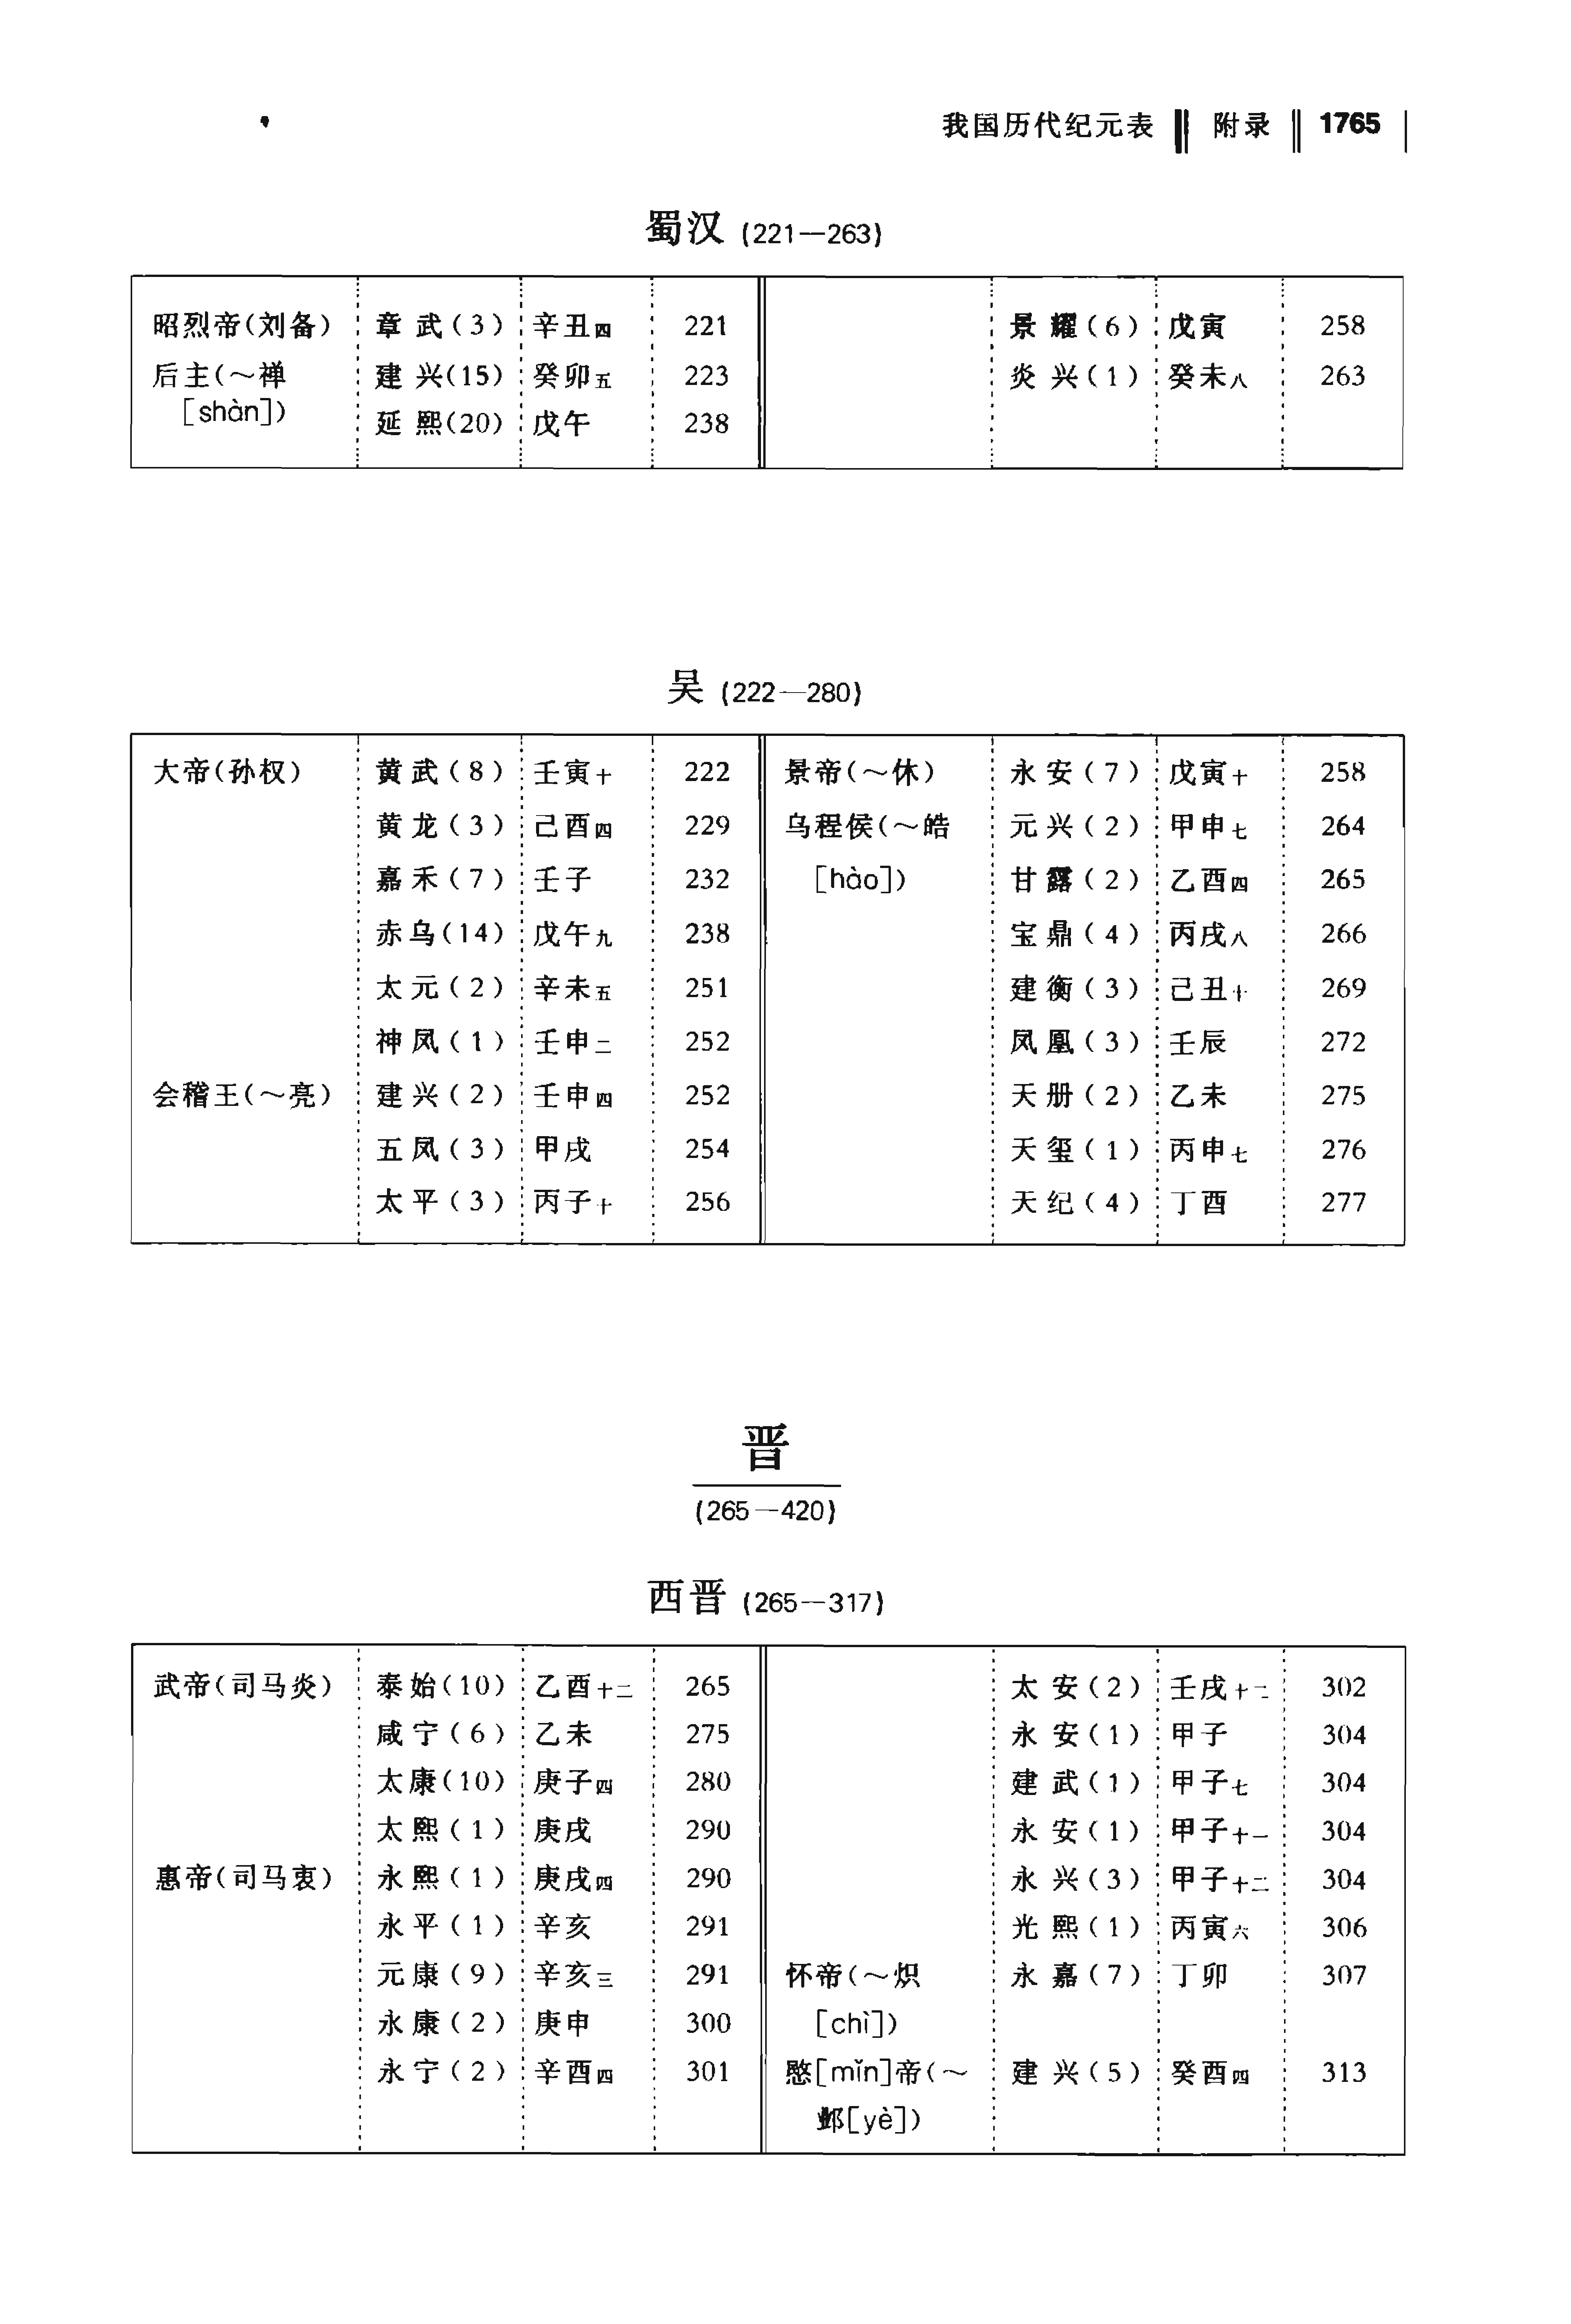 我国历代纪元表 附录 1765
蜀汉 (221—263)
昭烈帝(刘备) 章武(3) 辛丑四 221
后主(～禅 建兴(15) 癸卯五 223
[shàn]) 延熙(20) 戊午 238
景耀(6) 戊寅 258
炎兴(1) 癸未八 263
吴 (222—280)
大帝(孙权) 黄武(8) 壬寅十 222
黄龙(3) 己酉四 229
嘉禾(7) 壬子 232
赤乌(14) 戊午九 238
太元(2) 辛未五 251
神凤(1) 壬申二 252
会稽王(～亮) 建兴(2) 壬申四 252
五凤(3) 甲戌 254
太平(3) 丙子十 256
景帝(～休) 永安(7) 戊寅十 258
乌程侯(～皓 元兴(2) 甲申七 264
[hào]) 甘露(2) 乙酉四 265
宝鼎(4) 丙戌八 266
建衡(3) 己丑十 269
凤凰(3) 壬辰 272
天册(2) 乙未 275
天玺(1) 丙申七 276
天纪(4) 丁酉 277
晋
(265—420)
西晋 (265—317)
武帝(司马炎) 泰始(10) 乙酉十二 265
咸宁(6) 乙未 275
太康(10) 庚子四 280
太熙(1) 庚戌 290
惠帝(司马衷) 永熙(1) 庚戌四 290
永平(1) 辛亥 291
元康(9) 辛亥三 291
永康(2) 庚申 300
永宁(2) 辛酉四 301
太安(2) 壬戌十二 302
永安(1) 甲子 304
建武(1) 甲子七 304
永安(1) 甲子十一 304
永兴(3) 甲子十二 304
光熙(1) 丙寅六 306
怀帝(～炽 永嘉(7) 丁卯 307
[chì])
愍[mǐn]帝(～ 建兴(5) 癸酉四 313
邺[yè])